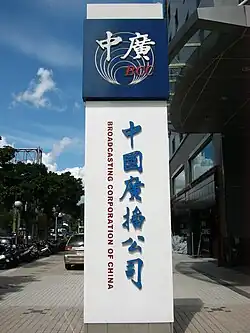 中廣
BCC
中國廣播公司
BROADCASTING CORPORATION OF CHINA